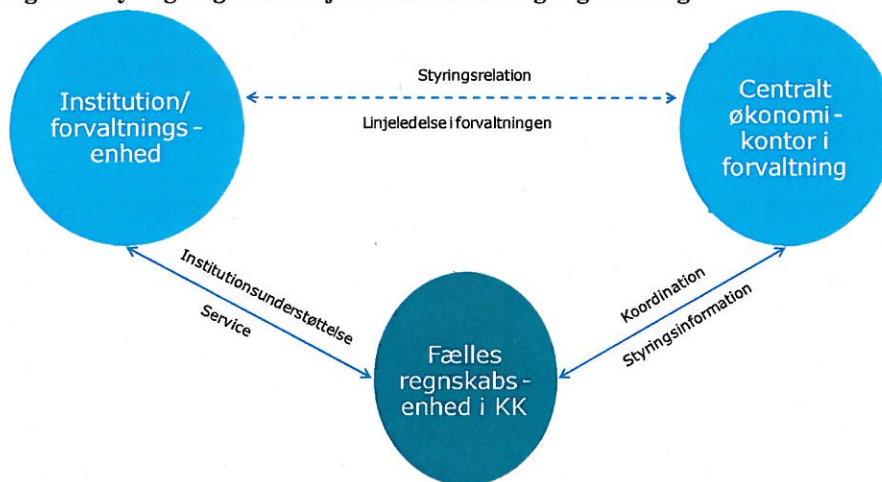 Styringsrelation
Linjeledelse i forvaltningen
Institution/
forvaltnings-
enhed
Centralt
økonomi-
kontor i
forvaltning
Institutionsunderstøttelse
Service
Koordination
Styringsinformation
Fælles
regnskabs-
enhed i KK